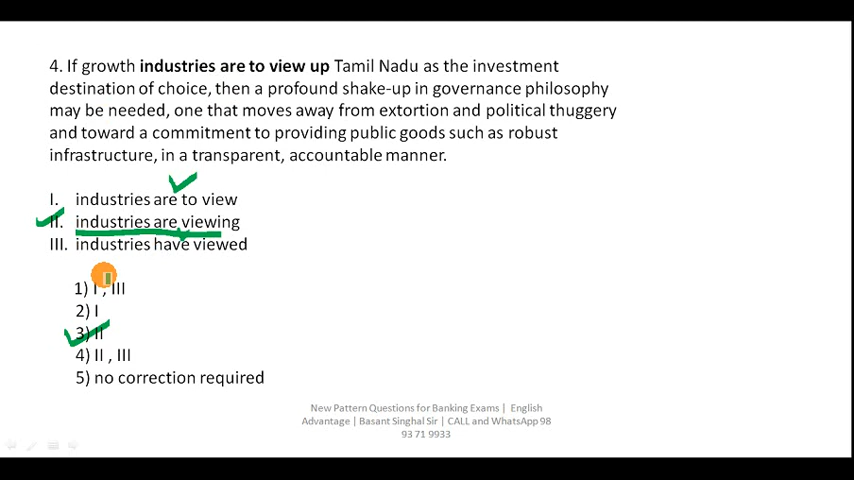 4. If growth industries are to view up Tamil Nadu as the investment
destination of choice, then a profound shake-up in governance philosophy
may be needed, one that moves away from extortion and political thuggery
and toward a commitment to providing public goods such as robust
infrastructure, in a transparent, accountable manner.
I. industries are to view
II. industries are viewing
III. industries have viewed
1) I , III
2) I
3) II
4) II , III
5) no correction required
New Pattern Questions for Banking Exams | English
Advantage | Basant Singhal Sir | CALL and WhatsApp 98
93 71 9933